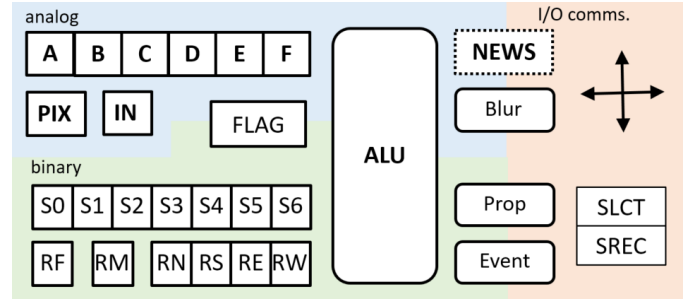 analog
I/O comms.
A B C D E F
NEWS
PIX IN
Blur
FLAG
ALU
binary
S0 S1 S2 S3 S4 S5 S6
Prop
SLCT
SREC
RF RM RN RS RE RW
Event